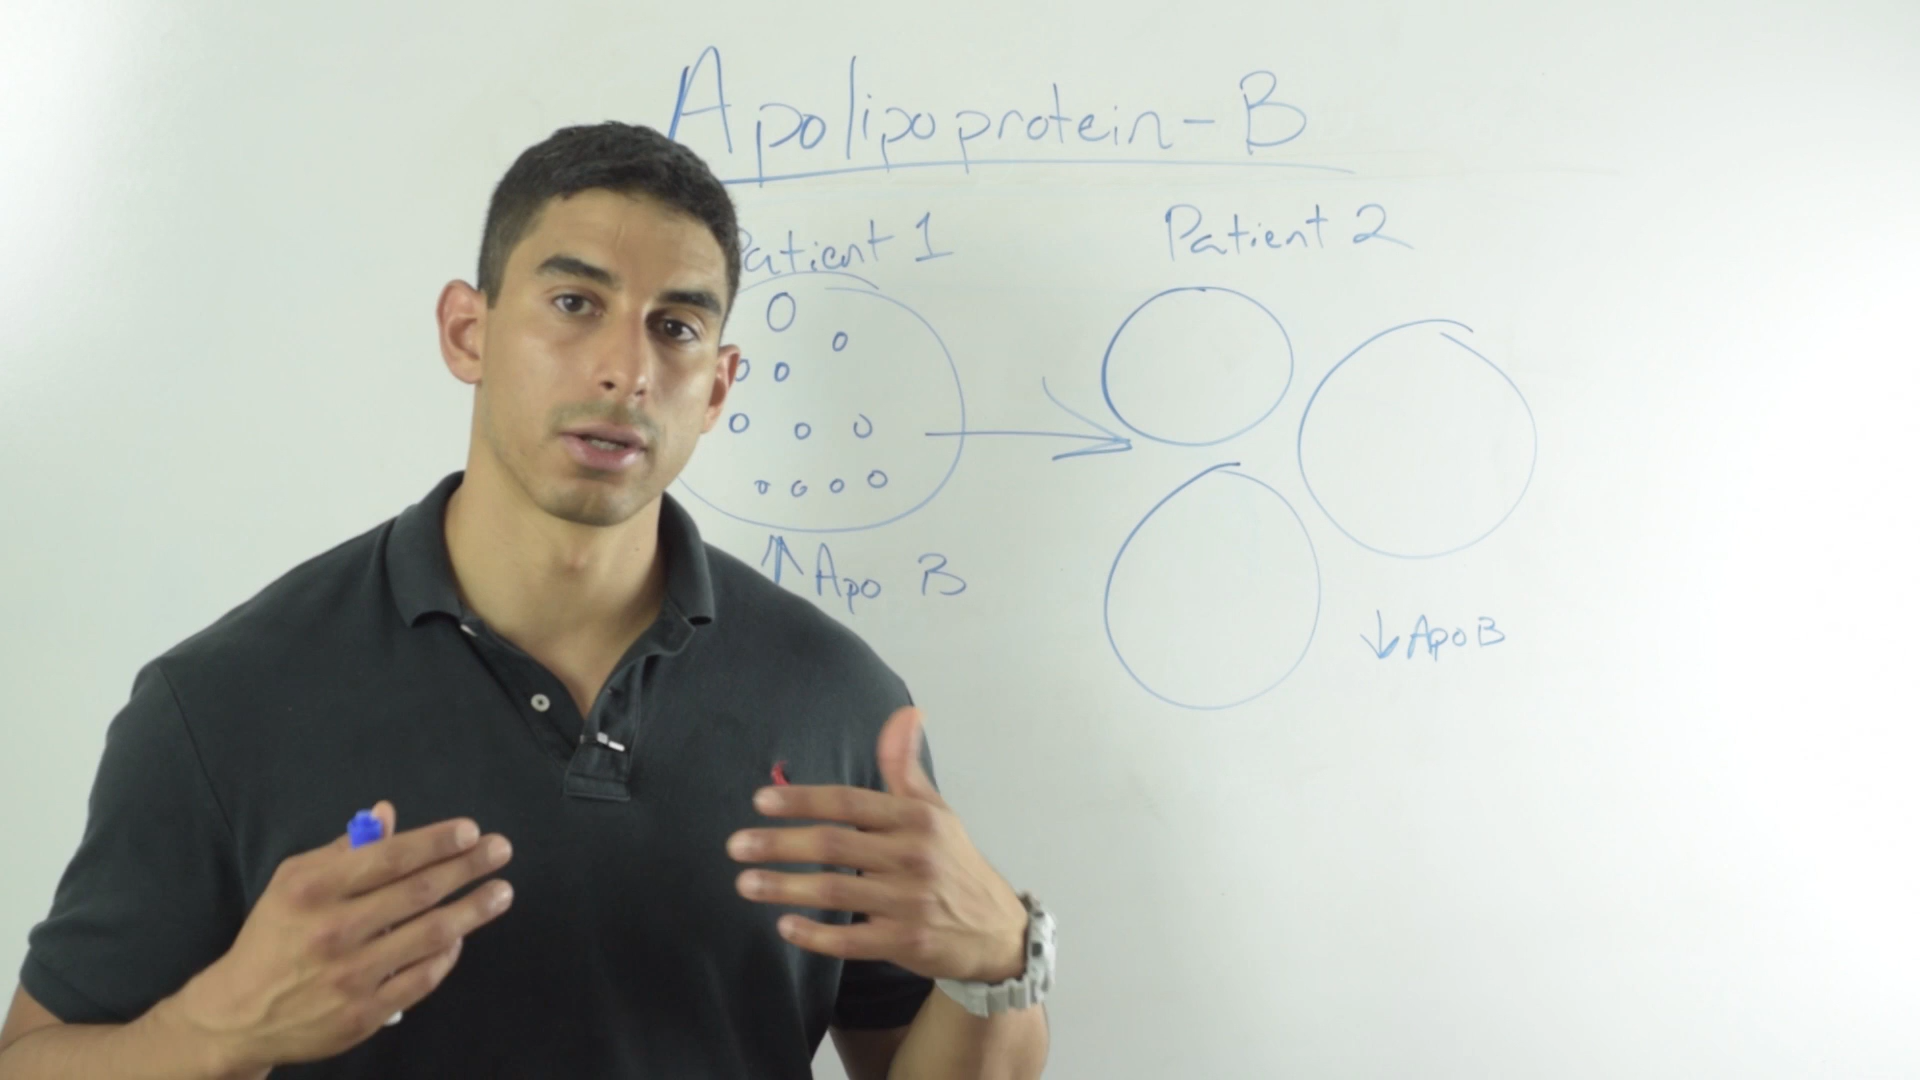 Apolipoprotein-B
Patient 1
Patient 2
↑ Apo B
↓ Apo B